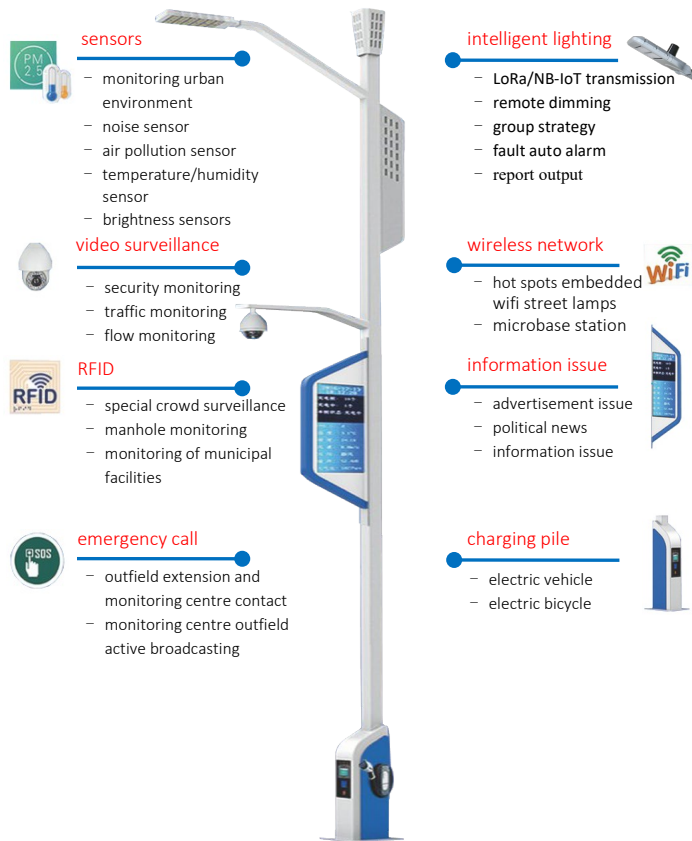 sensors
PM
2.5
– monitoring urban
environment
– noise sensor
– air pollution sensor
– temperature/humidity
sensor
– brightness sensors
video surveillance
– security monitoring
– traffic monitoring
– flow monitoring
RFID
RFID
– special crowd surveillance
– manhole monitoring
– monitoring of municipal
facilities
emergency call
SOS
– outfield extension and
monitoring centre contact
– monitoring centre outfield
active broadcasting
intelligent lighting
– LoRa/NB-IoT transmission
– remote dimming
– group strategy
– fault auto alarm
– report output
wireless network
WiFi
– hot spots embedded
wifi street lamps
– microbase station
information issue
– advertisement issue
– political news
– information issue
charging pile
– electric vehicle
– electric bicycle